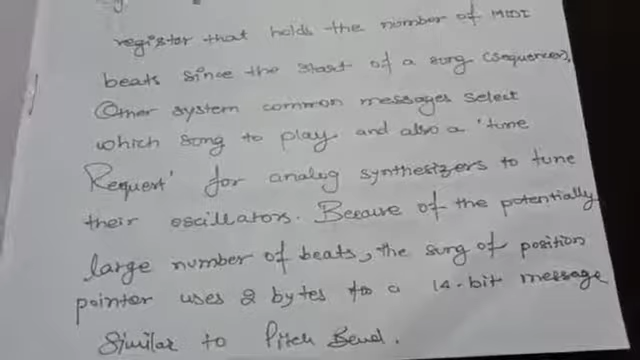 register that holds the number of MIDI
beats since the start of a song (sequence),
Other system common messages select
which song to play and also a 'tune
Request' for analog synthesizers to tune
their oscillators. Because of the potentially
large number of beats, the song of position
pointer uses 2 bytes to a 14-bit message
Similar to Pitch Bend.